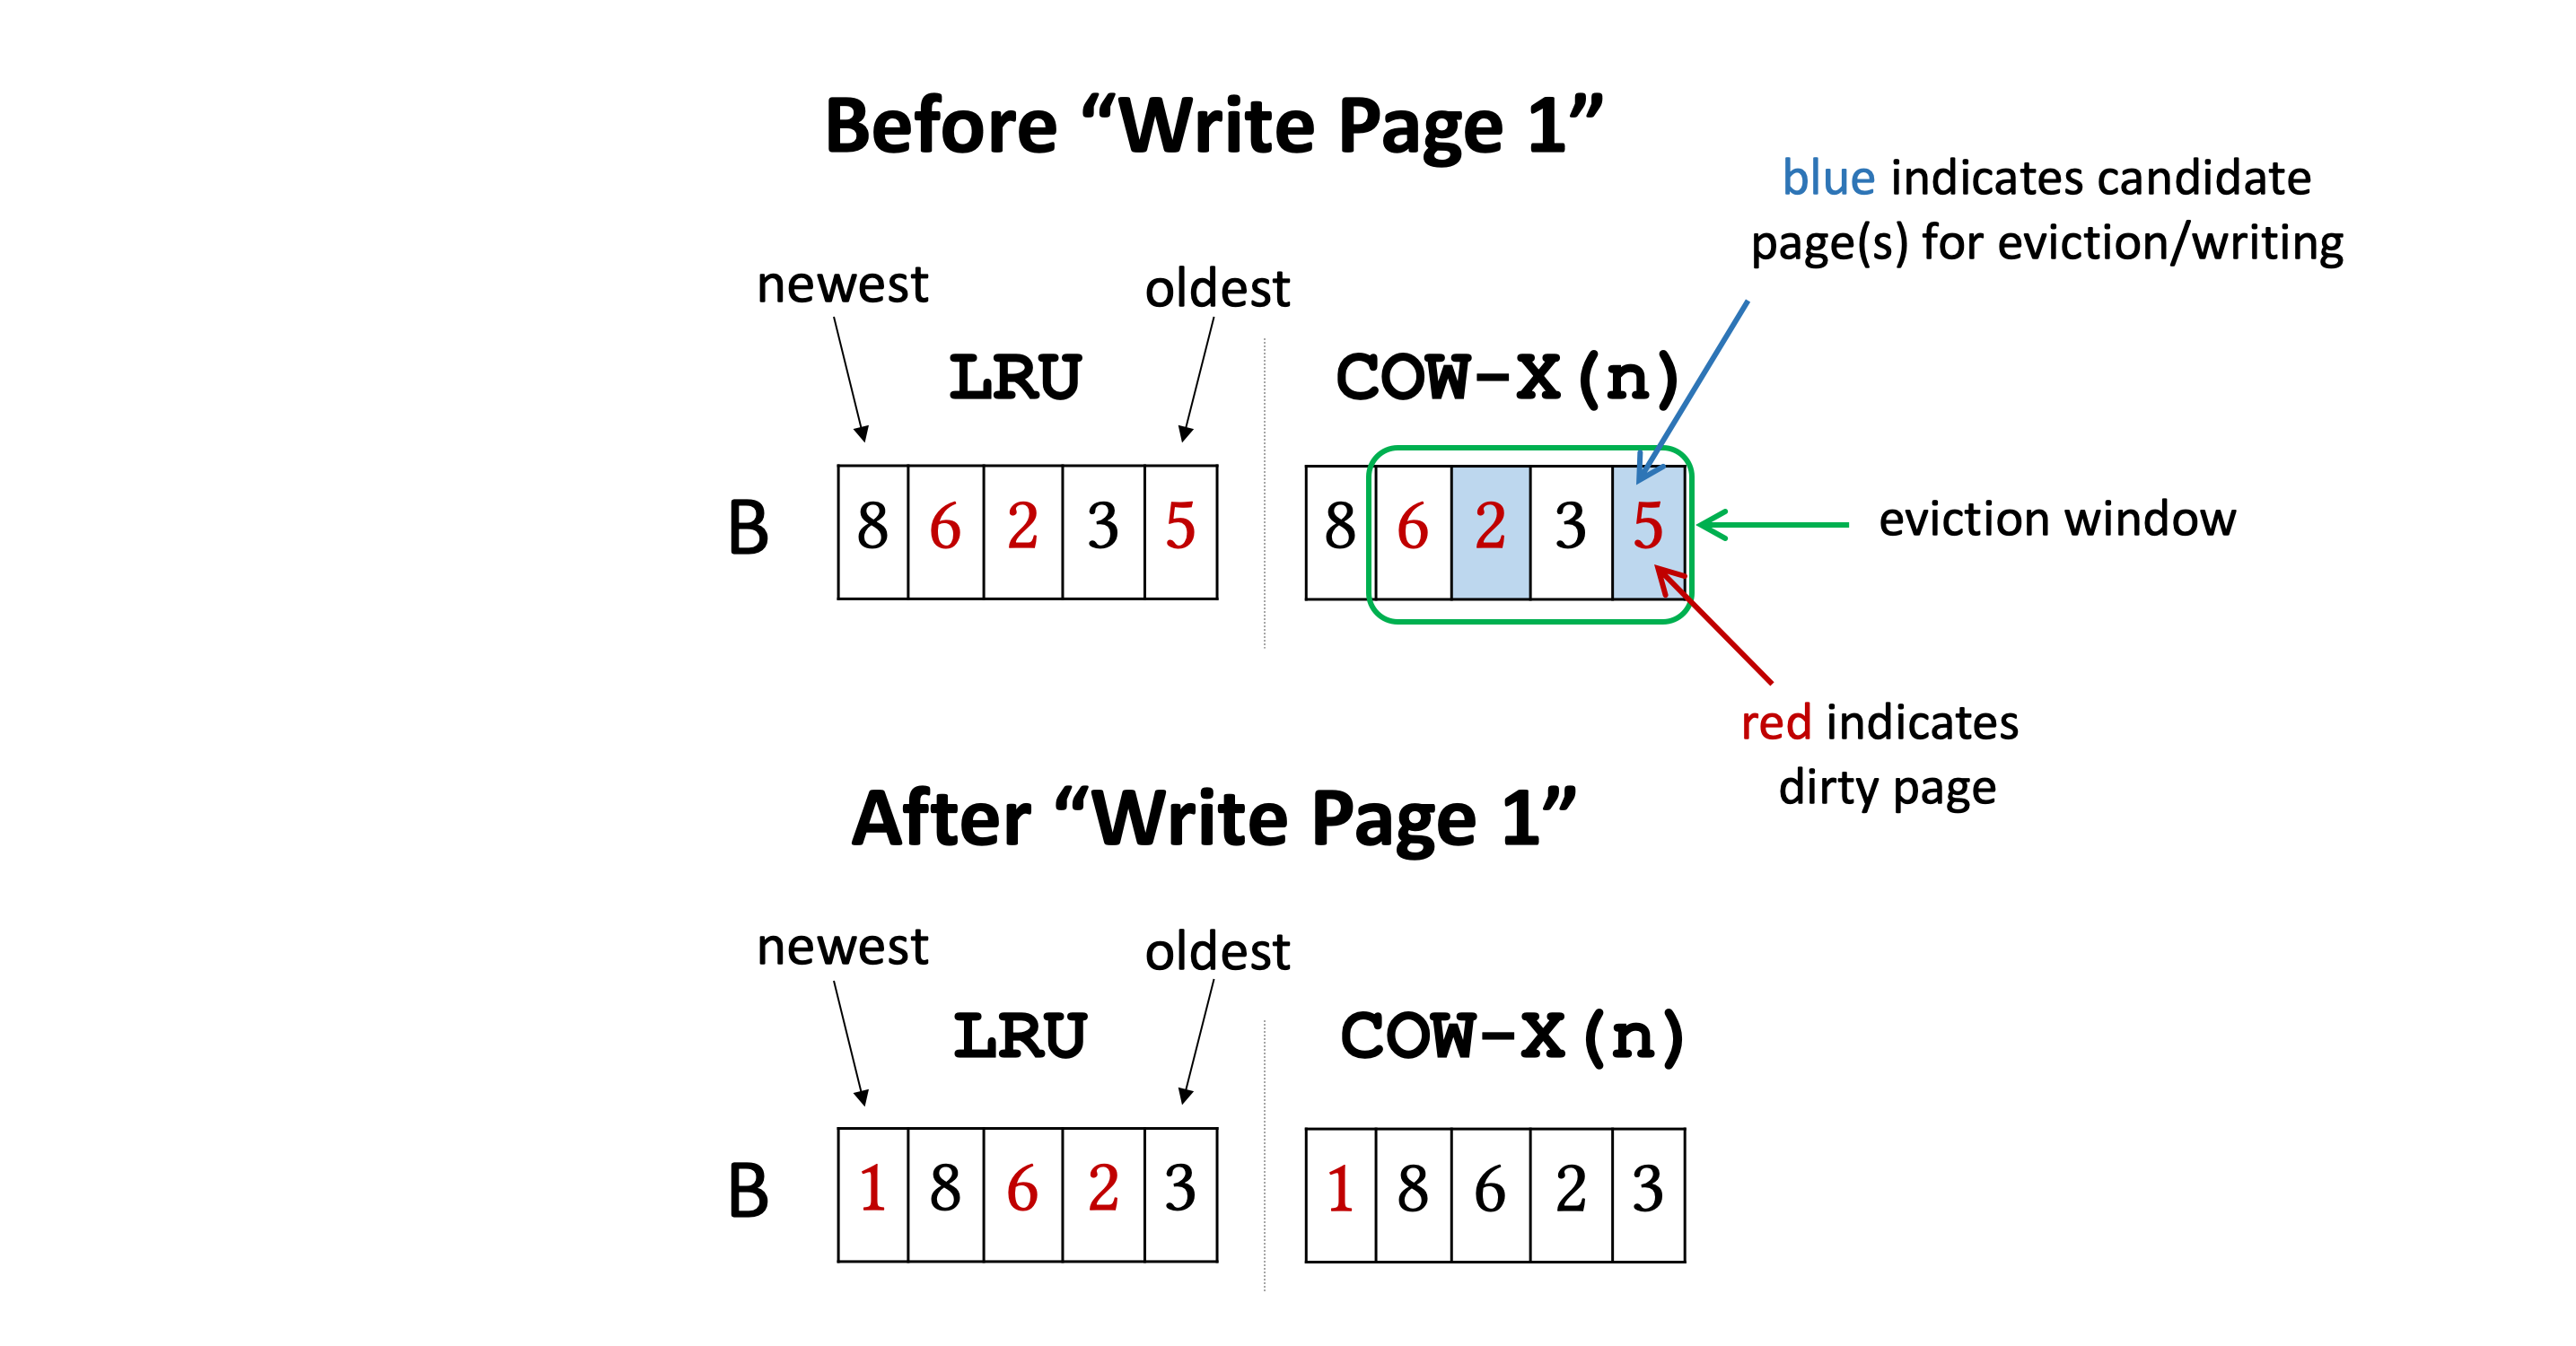 Before “Write Page 1”
blue indicates candidate
page(s) for eviction/writing
newest
oldest
LRU
COW-X(n)
B
8 6 2 3 5
8 6 2 3 5
eviction window
red indicates
dirty page
After “Write Page 1”
newest
oldest
LRU
COW-X(n)
B
1 8 6 2 3
1 8 6 2 3